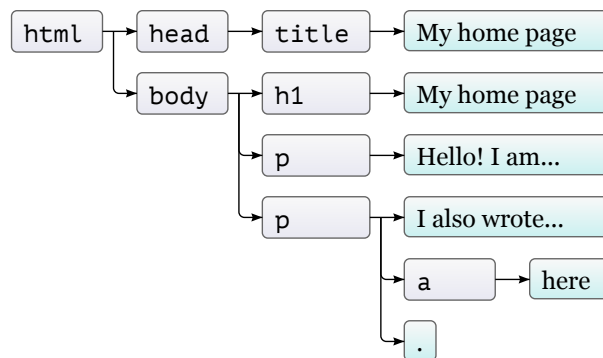 html head title My home page
body h1 My home page
p Hello! I am...
p I also wrote...
a here
.